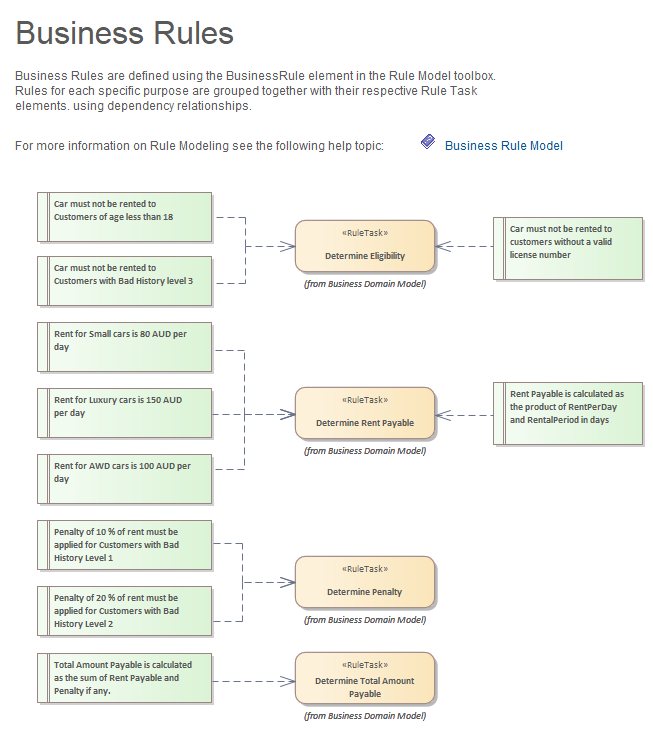 Business Rules
Business Rules are defined using the BusinessRule element in the Rule Model toolbox.
Rules for each specific purpose are grouped together with their respective Rule Task
elements. using dependency relationships.
For more information on Rule Modeling see the following help topic:
Business Rule Model
Car must not be rented to
Customers of age less than 18
Car must not be rented to
Customers with Bad History level 3
«RuleTask»
Determine Eligibility
(from Business Domain Model)
Car must not be rented to
customers without a valid
license number
Rent for Small cars is 80 AUD per
day
Rent for Luxury cars is 150 AUD
per day
Rent for AWD cars is 100 AUD per
day
«RuleTask»
Determine Rent Payable
(from Business Domain Model)
Rent Payable is calculated as
the product of RentPerDay
and RentalPeriod in days
Penalty of 10 % of rent must be
applied for Customers with Bad
History Level 1
Penalty of 20 % of rent must be
applied for Customers with Bad
History Level 2
«RuleTask»
Determine Penalty
(from Business Domain Model)
Total Amount Payable is calculated
as the sum of Rent Payable and
Penalty if any.
«RuleTask»
Determine Total Amount
Payable
(from Business Domain Model)